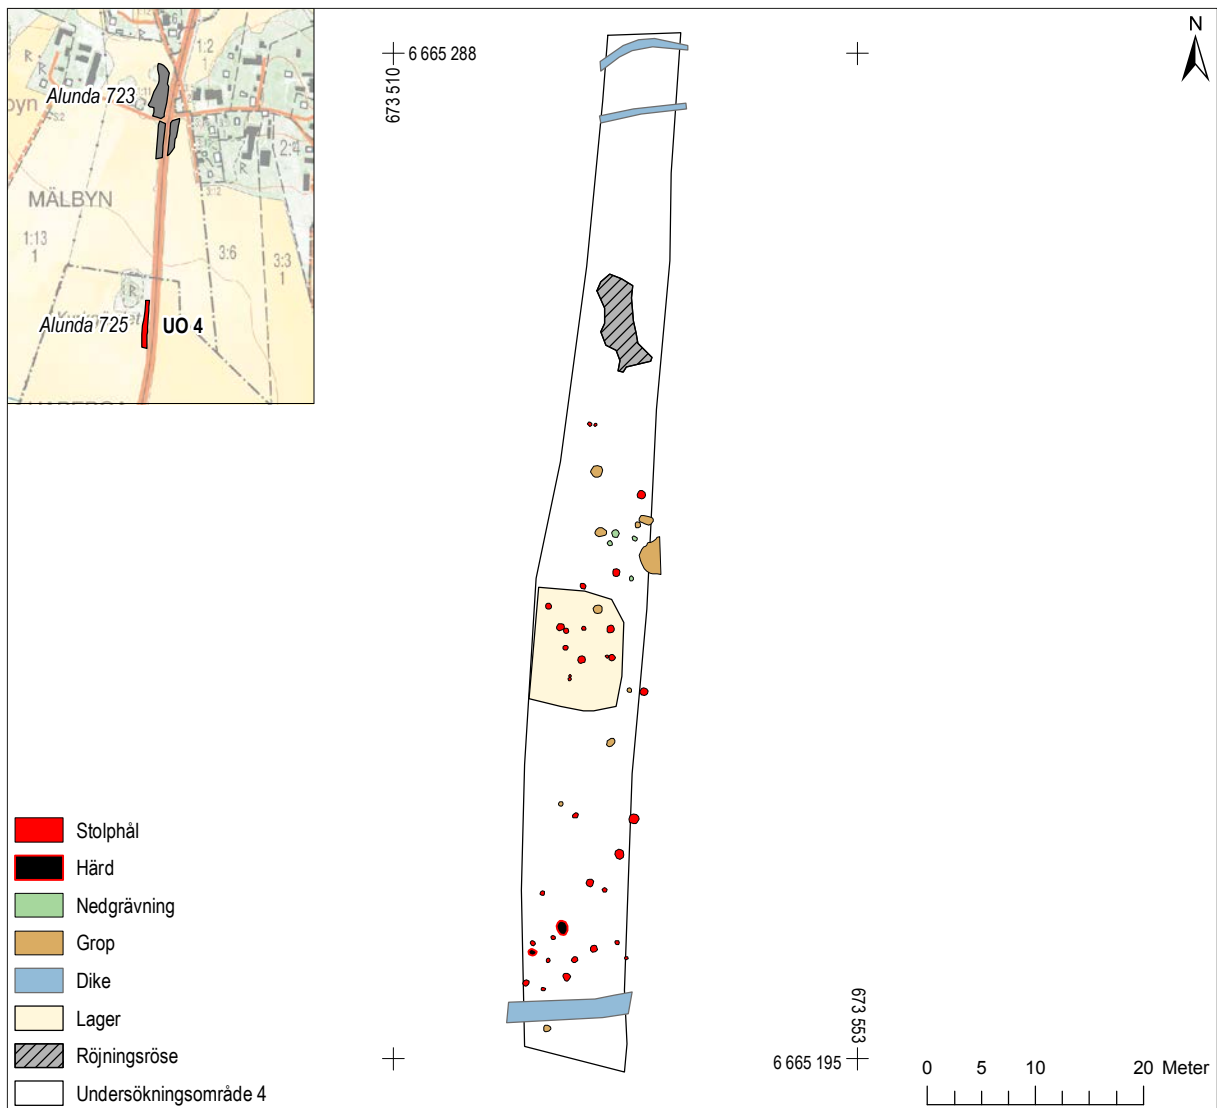 Alunda 723
MÄLBYN
1:2
1
2:4
1:13
1
3:6
3:3
1
Alunda 725
UO 4
R
R
R
R
6 665 288
673 510
N
673 553
6 665 195
Stolphål
Härd
Nedgrävning
Grop
Dike
Lager
Röjningsröse
Undersökningsområde 4
0 5 10 20 Meter